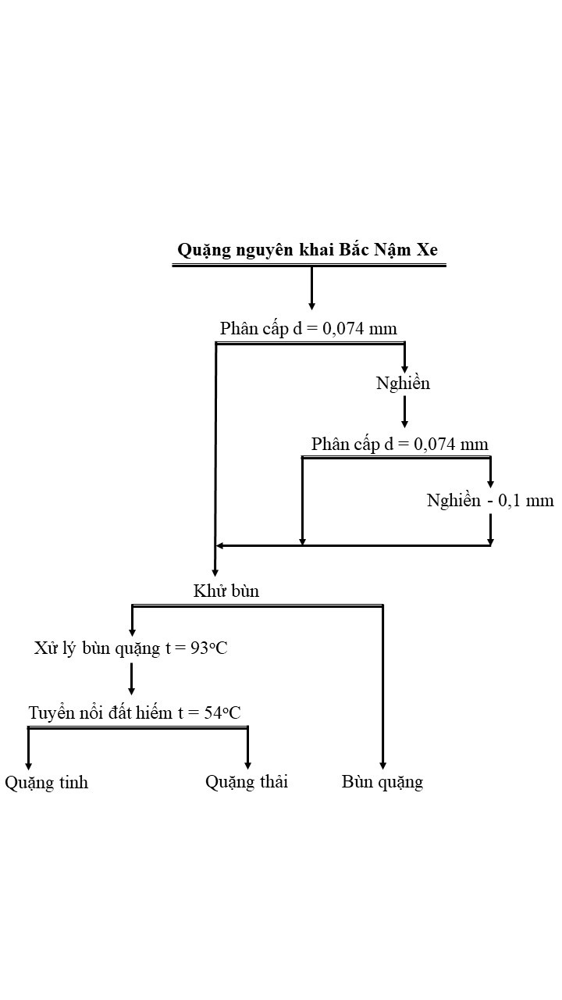 Quặng nguyên khai Bắc Nậm Xe
Phân cấp d = 0,074 mm
Nghiền
Phân cấp d = 0,074 mm
Nghiền - 0,1 mm
Khử bùn
Xử lý bùn quặng t = 93ºC
Tuyển nổi đất hiếm t = 54ºC
Quặng tinh
Quặng thải
Bùn quặng